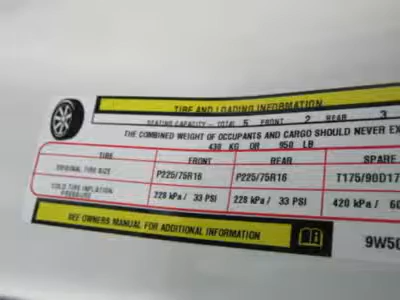 TIRE AND LOADING INFORMATION
SEATING CAPACITY - TOTAL 5 FRONT 2 REAR 3
THE COMBINED WEIGHT OF OCCUPANTS AND CARGO SHOULD NEVER EX
430 KG OR 950 LB
TIRE FRONT REAR SPARE
ORIGINAL TIRE SIZE P225/75R16 P225/75R16 T175/90D17
COLD TIRE INFLATION PRESSURE 228 kPa / 33 PSI 228 kPa / 33 PSI 420 kPa / 60
SEE OWNERS MANUAL FOR ADDITIONAL INFORMATION
9W50